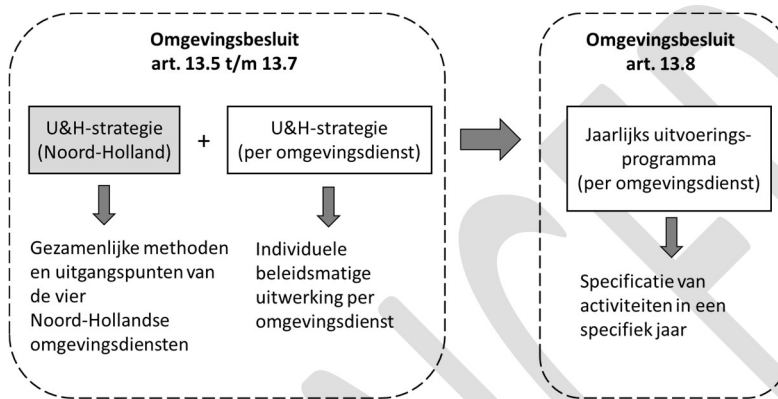 Omgevingsbesluit
art. 13.5 t/m 13.7
U&H-strategie
(Noord-Holland)
+
U&H-strategie
(per omgevingsdienst)
Gezamenlijke methoden
en uitgangspunten van
de vier
Noord-Hollandse
omgevingsdiensten
Individuele
beleidsmatige
uitwerking per
omgevingsdienst
Omgevingsbesluit
art. 13.8
Jaarlijks uitvoerings-
programma
(per omgevingsdienst)
Specificatie van
activiteiten in een
specifiek jaar